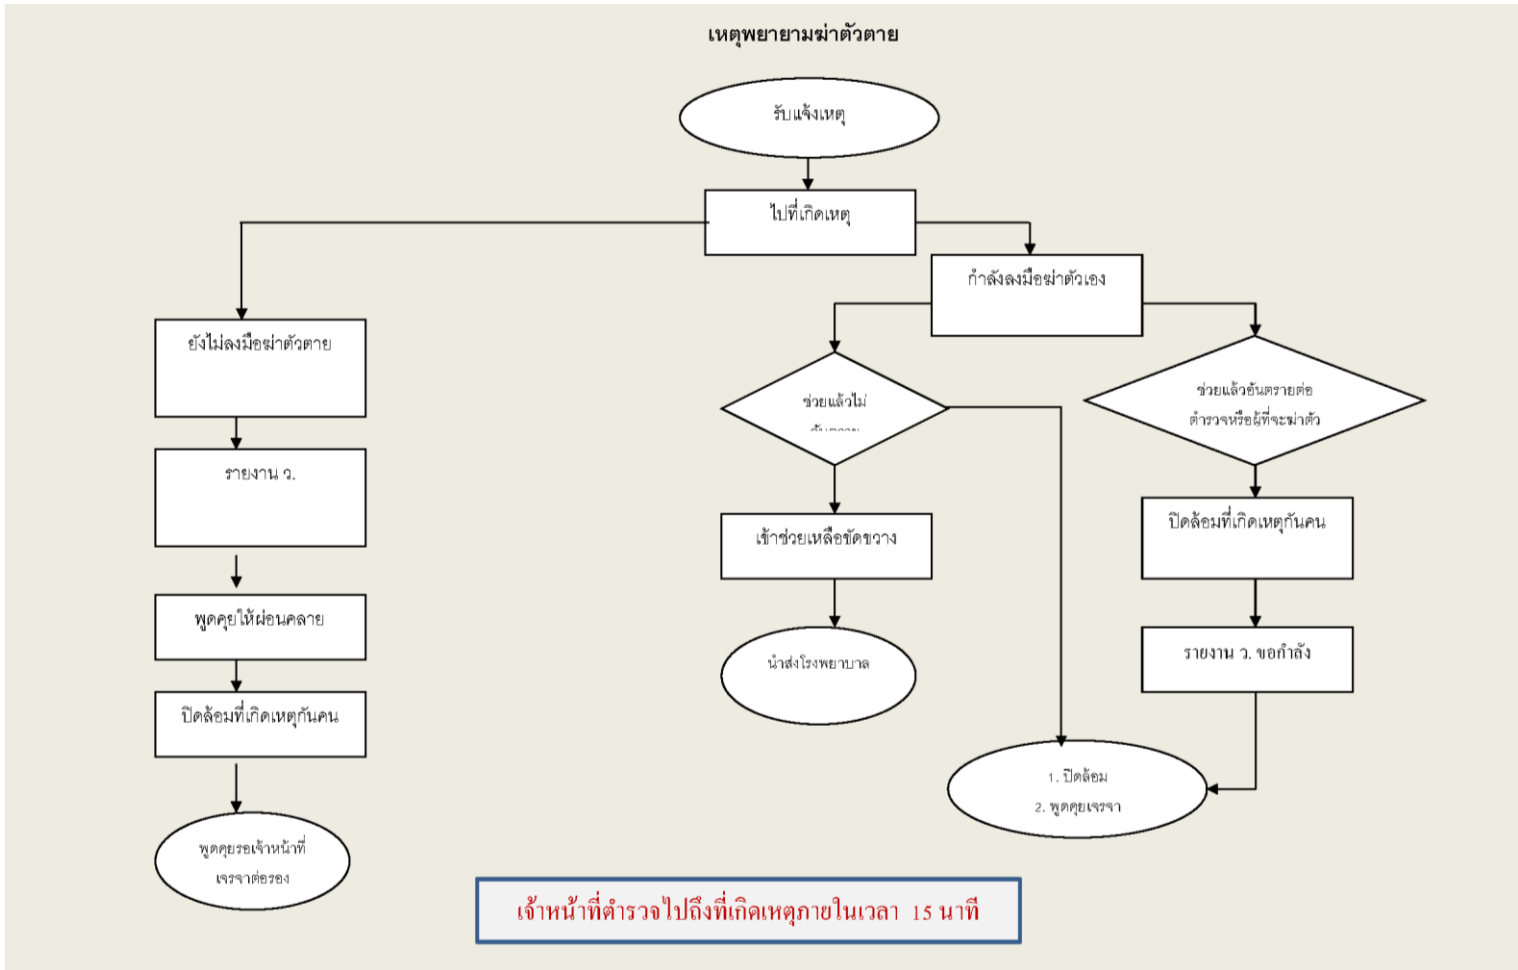 เหตุพยายามฆ่าตัวตาย
รับแจ้งเหตุ
ไปที่เกิดเหตุ
กำลังลงมือฆ่าตัวเอง
ยังไม่ลงมือฆ่าตัวตาย
ช่วยแล้วไม่
ช่วยแล้วอันตรายต่อ
ตำรวจหรือผู้ที่จะฆ่าตัว
รายงาน ว.
เข้าช่วยเหลือขัดขวาง
ปิดล้อมที่เกิดเหตุกันคน
พูดคุยให้ผ่อนคลาย
นำส่งโรงพยาบาล
รายงาน ว. ขอกำลัง
ปิดล้อมที่เกิดเหตุกันคน
1. ปิดล้อม
2. พูดคุยเจรจา
พูดคุยรอเจ้าหน้าที่
เจรจาต่อรอง
เจ้าหน้าที่ตำรวจไปถึงที่เกิดเหตุภายในเวลา 15 นาที